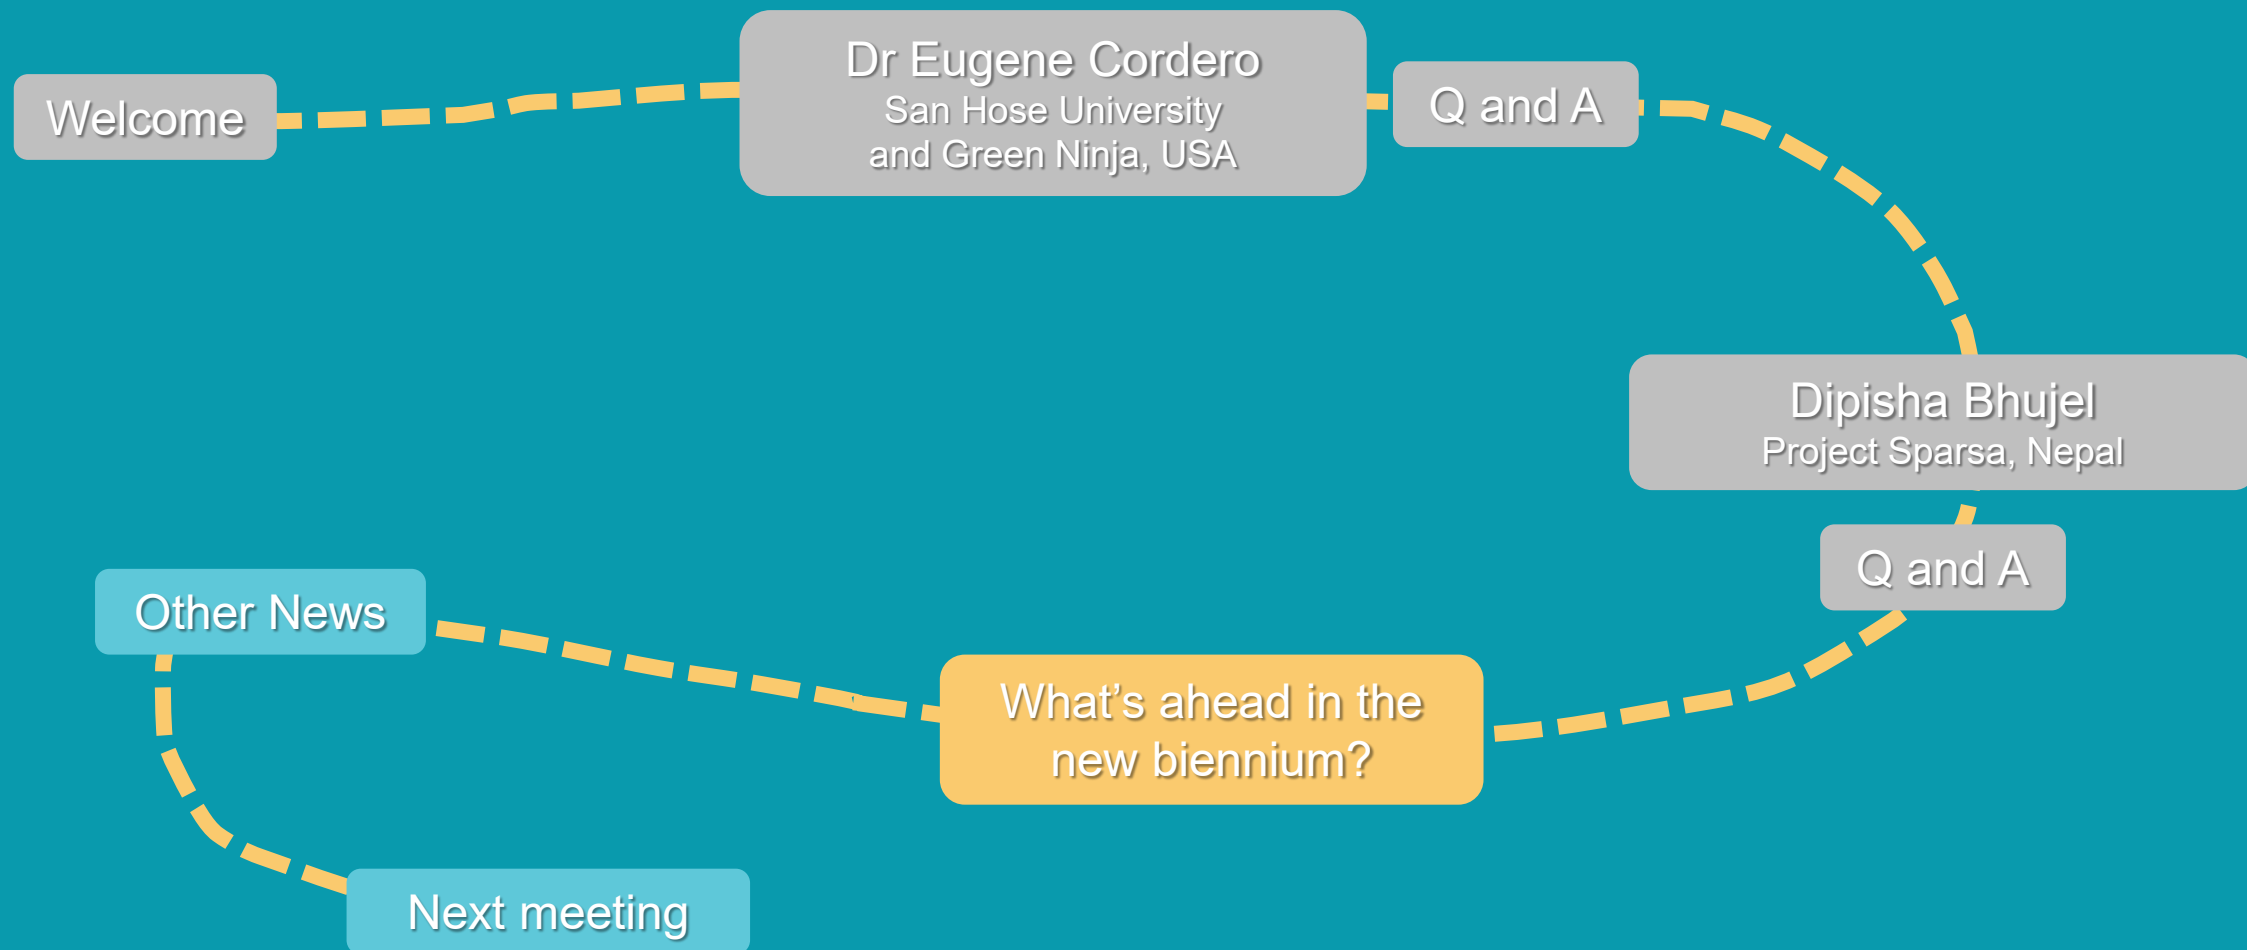 Welcome
Dr Eugene Cordero
San Hose University
and Green Ninja, USA
Q and A
Dipisha Bhujel
Project Sparsa, Nepal
Q and A
What’s ahead in the
new biennium?
Other News
Next meeting